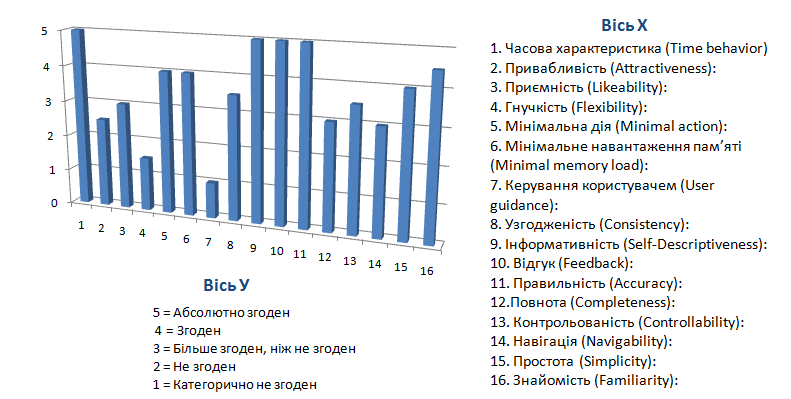 5
4
3
2
1
0
1 2 3 4 5 6 7 8 9 10 11 12 13 14 15 16
Вісь У
5 = Абсолютно згоден
4 = Згоден
3 = Більше згоден, ніж не згоден
2 = Не згоден
1 = Категорично не згоден
Вісь Х
1. Часова характеристика (Time behavior)
2. Привабливість (Attractiveness):
3. Приємність (Likeability):
4. Гнучкість (Flexibility):
5. Мінімальна дія (Minimal action):
6. Мінімальне навантаження пам’яті
(Minimal memory load):
7. Керування користувачем (User
guidance):
8. Узгодженість (Consistency):
9. Інформативність (Self-Descriptiveness):
10. Відгук (Feedback):
11. Правильність (Accuracy):
12.Повнота (Completeness):
13. Контрольованість (Controllability):
14. Навігація (Navigability):
15. Простота (Simplicity):
16. Знайомість (Familiarity):